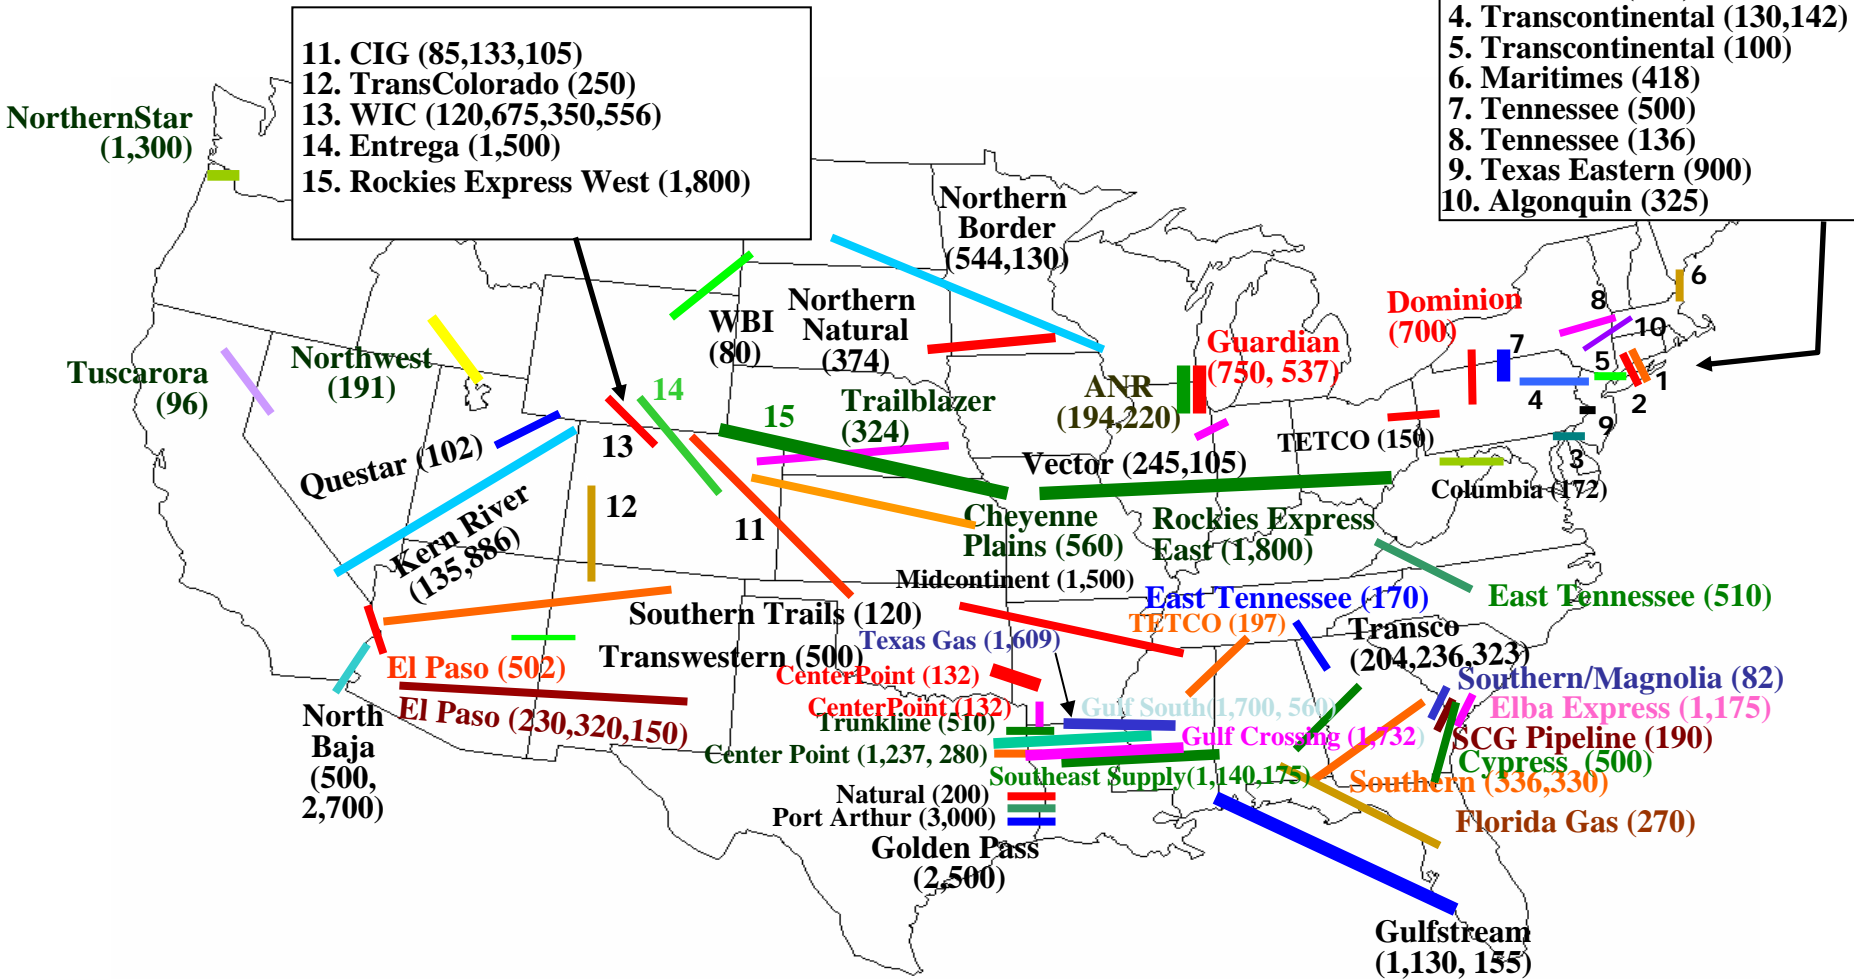 11. CIG (85,133,105)
12. TransColorado (250)
13. WIC (120,675,350,556)
14. Entrega (1,500)
15. Rockies Express West (1,800)
4. Transcontinental (130,142)
5. Transcontinental (100)
6. Maritimes (418)
7. Tennessee (500)
8. Tennessee (136)
9. Texas Eastern (900)
10. Algonquin (325)
NorthernStar
(1,300)
Northern
Border
(544,130)
Northern
Natural
(374)
WBI
(80)
Dominion
(700)
Guardian
(750, 537)
ANR
(194,220)
Tuscarora
(96)
Northwest
(191)
Trailblazer
(324)
Questar (102)
Kern River
(135,886)
TETCO (150)
Vector (245,105)
Columbia (172)
Cheyenne
Plains (560)
Rockies Express
East (1,800)
Midcontinent (1,500)
East Tennessee (170)
East Tennessee (510)
Southern Trails (120)
TETCO (197)
Texas Gas (1,609)
Transco
(204,236,323)
Transwestern (500)
El Paso (502)
CenterPoint (132)
Southern/Magnolia (82)
El Paso (230,320,150)
CenterPoint (132)
Gulf South(1,700, 560)
Elba Express (1,175)
Trunkline (510)
Gulf Crossing (1,732)
SCG Pipeline (190)
Center Point (1,237, 280)
Cypress (500)
Southeast Supply(1,140,175)
Southern (336,330)
North
Baja
(500,
2,700)
Natural (200)
Port Arthur (3,000)
Golden Pass
(2,500)
Florida Gas (270)
Gulfstream
(1,130, 155)
14
15
13
12
11
6
8
10
7
5
1
4
2
9
3